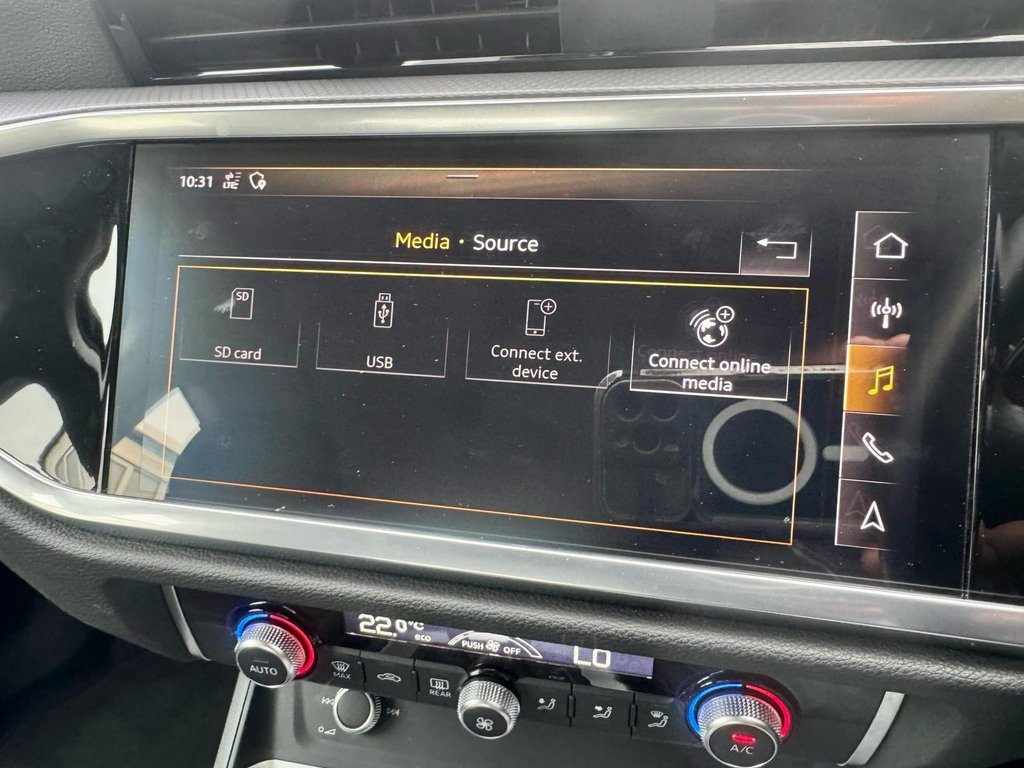 10:31 LTE
Media · Source
SD
SD card
USB
Connect ext.
device
Connect online
media
22.0°C
eco
PUSH OFF
LO
AUTO
MAX
REAR
A/C